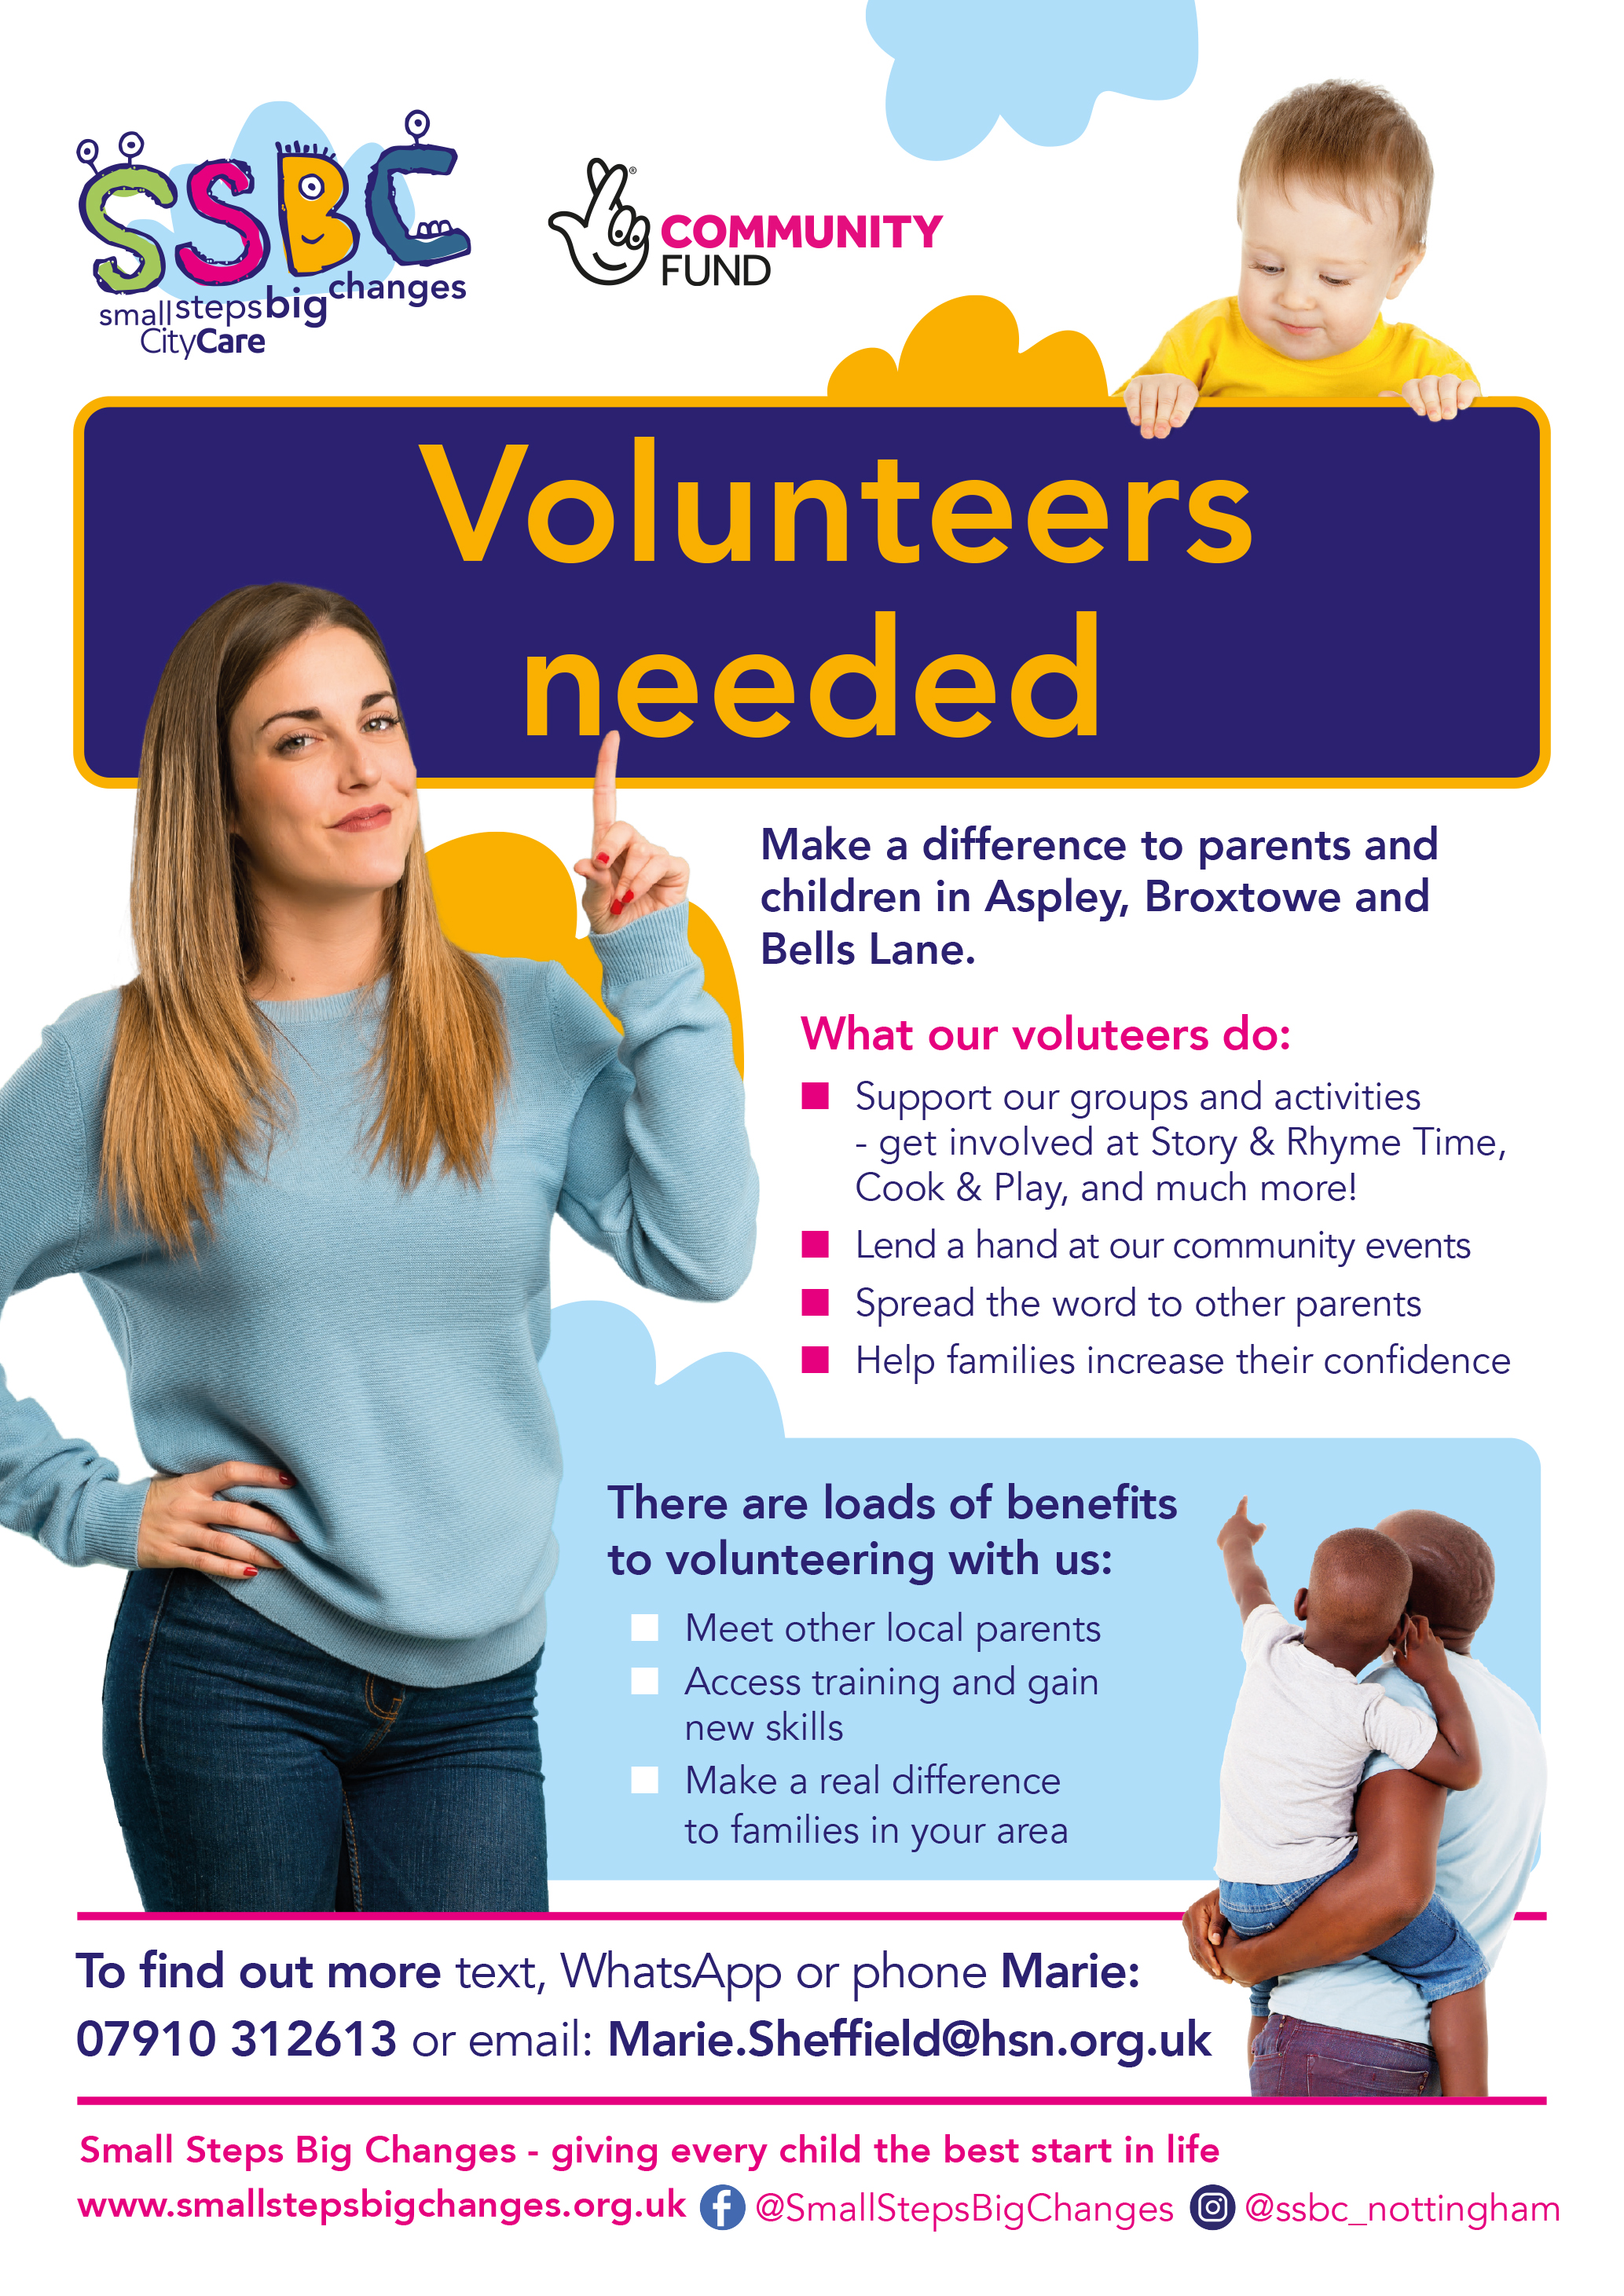 SSBC
smallstepsbigchanges
CityCare
COMMUNITY
FUND
Volunteers
needed
Make a difference to parents and
children in Aspley, Broxtowe and
Bells Lane.
What our voluteers do:
Support our groups and activities
- get involved at Story & Rhyme Time,
Cook & Play, and much more!
Lend a hand at our community events
Spread the word to other parents
Help families increase their confidence
There are loads of benefits
to volunteering with us:
Meet other local parents
Access training and gain
new skills
Make a real difference
to families in your area
To find out more text, WhatsApp or phone Marie:
07910 312613 or email: Marie.Sheffield@hsn.org.uk
Small Steps Big Changes - giving every child the best start in life
www.smallstepsbigchanges.org.uk @SmallStepsBigChanges @ssbc_nottingham